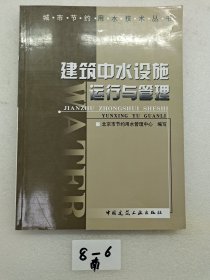 城·市·节·约·用·水·技·术·丛·书
建筑中水设施
JIANZHU ZHONGSHUI SHESHI
运行与管理
YUNXING YU GUANLI
WATER
北京市节约用水管理中心 编写
中国建筑工业出版社
8-6